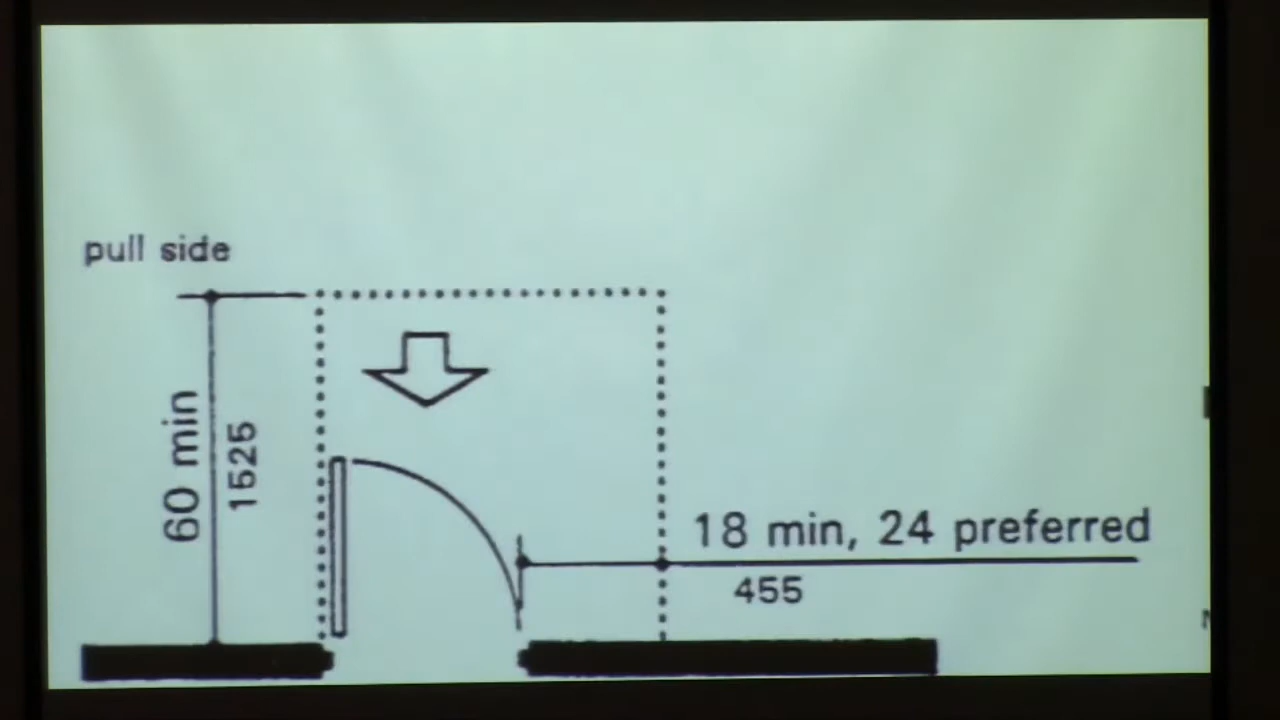 pull side
60 min
1525
18 min, 24 preferred
455